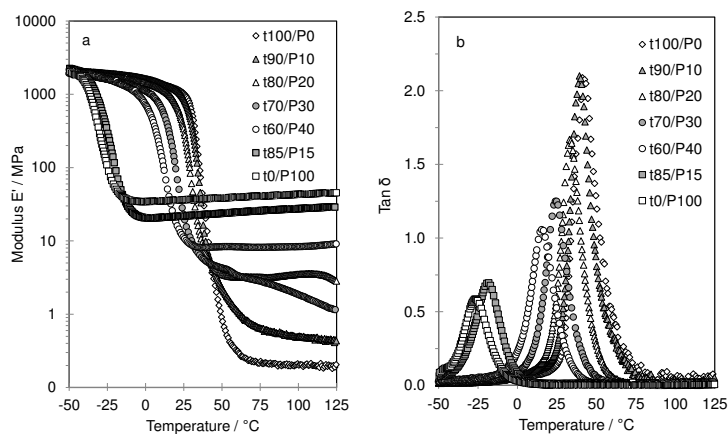 a
10000
1000
100
10
1
0
Modulus E' / MPa
-50 -25 0 25 50 75 100 125
Temperature / °C
t100/P0
t90/P10
t80/P20
t70/P30
t60/P40
t85/P15
t0/P100
b
2.5
2.0
1.5
1.0
0.5
0.0
Tan δ
-50 -25 0 25 50 75 100 125
Temperature / °C
t100/P0
t90/P10
t80/P20
t70/P30
t60/P40
t85/P15
t0/P100